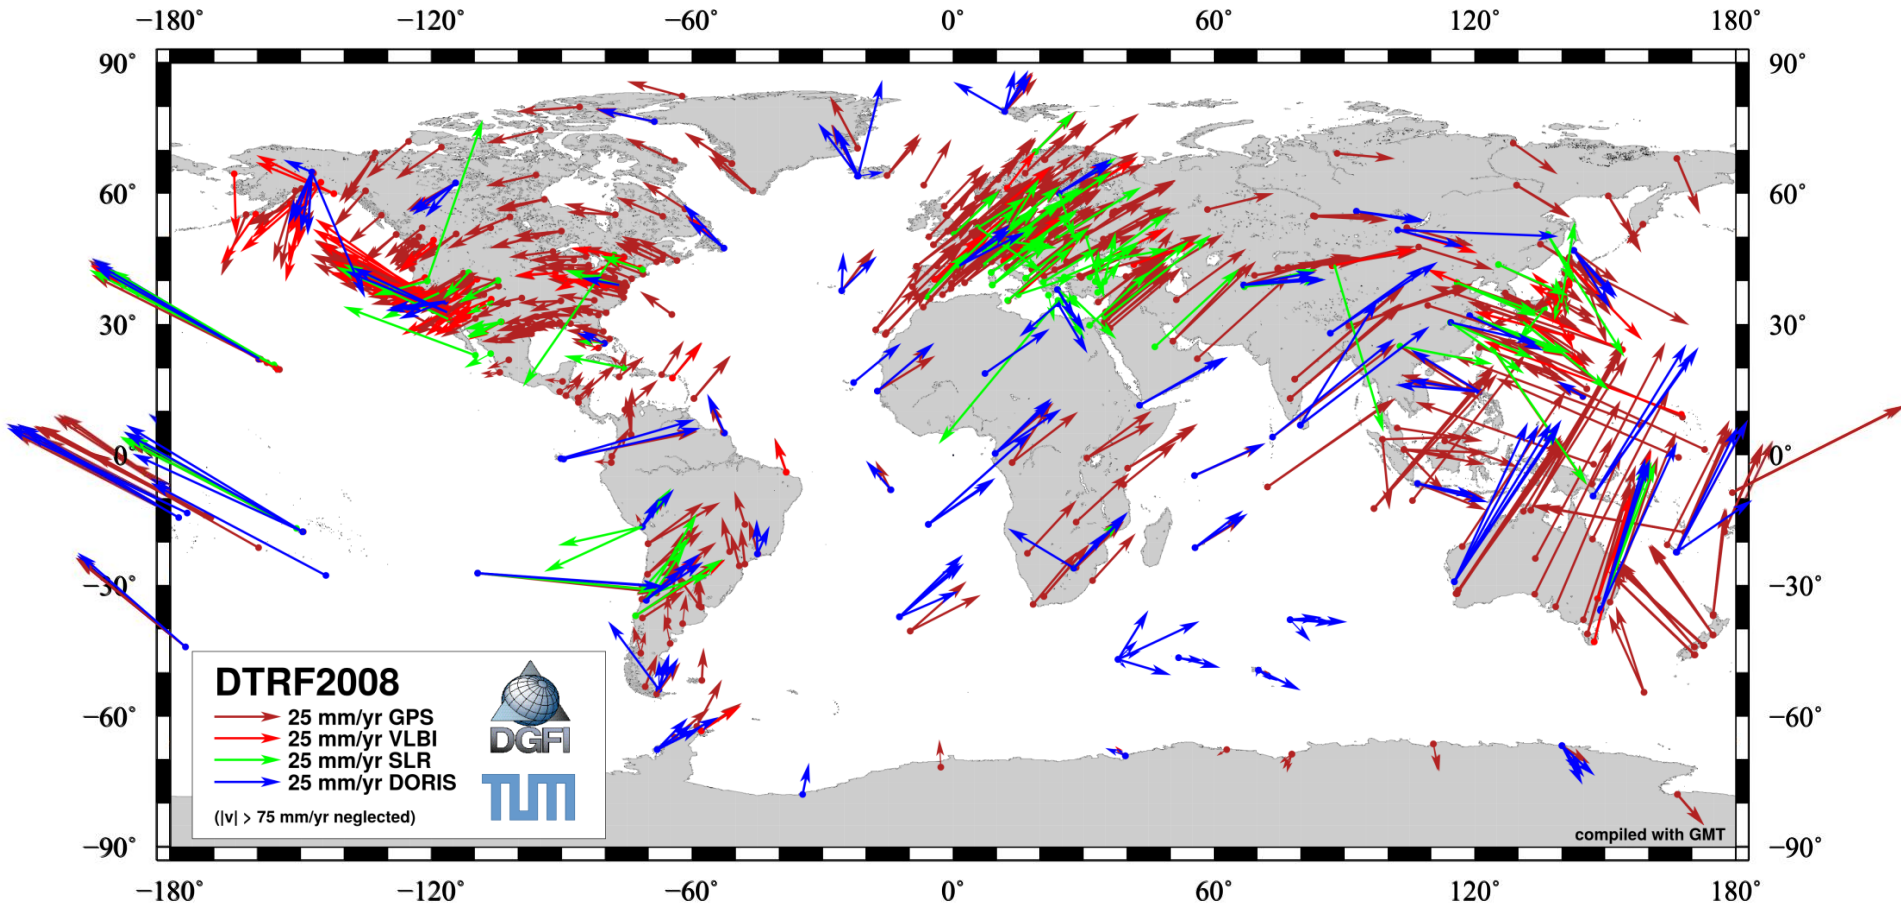 −180° −120° −60° 0° 60° 120° 180°
90° 90°
60° 60°
30° 30°
0° 0°
−30° −30°
−60° −60°
−90° −90°
DTRF2008
25 mm/yr GPS
25 mm/yr VLBI
25 mm/yr SLR
25 mm/yr DORIS
(|v| > 75 mm/yr neglected)
DGFI
TUM
compiled with GMT
−180° −120° −60° 0° 60° 120° 180°